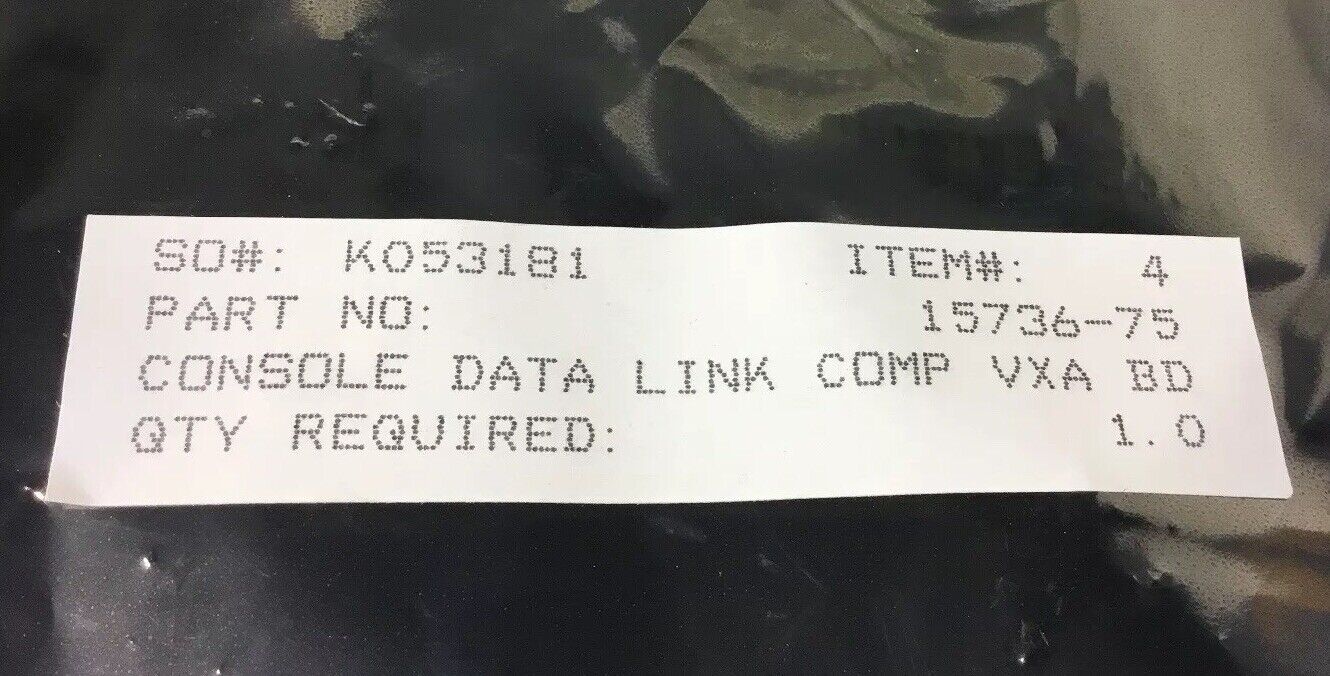 SO#: K053181 ITEM#: 4
PART NO: 15736-75
CONSOLE DATA LINK COMP VXA BD
QTY REQUIRED: 1.0